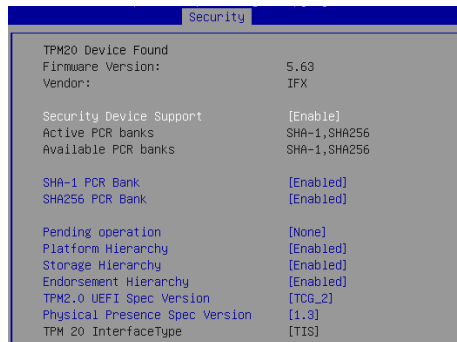 Security
TPM20 Device Found
Firmware Version: 5.63
Vendor: IFX
Security Device Support [Enable]
Active PCR banks SHA-1,SHA256
Available PCR banks SHA-1,SHA256
SHA-1 PCR Bank [Enabled]
SHA256 PCR Bank [Enabled]
Pending operation [None]
Platform Hierarchy [Enabled]
Storage Hierarchy [Enabled]
Endorsement Hierarchy [Enabled]
TPM2.0 UEFI Spec Version [TCG_2]
Physical Presence Spec Version [1.3]
TPM 20 InterfaceType [TIS]